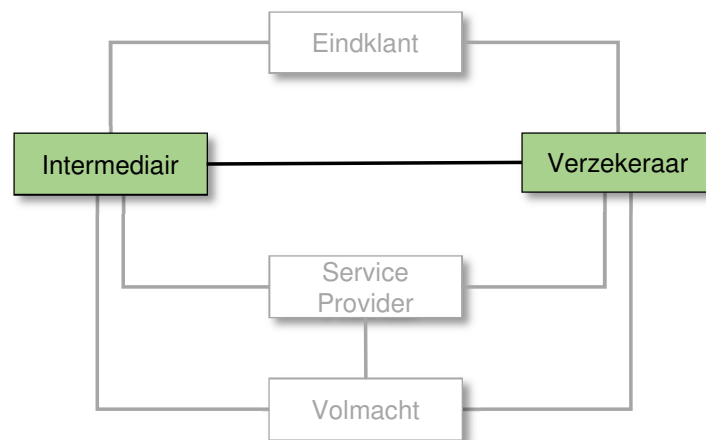 Eindklant
Intermediair
Verzekeraar
Service
Provider
Volmacht